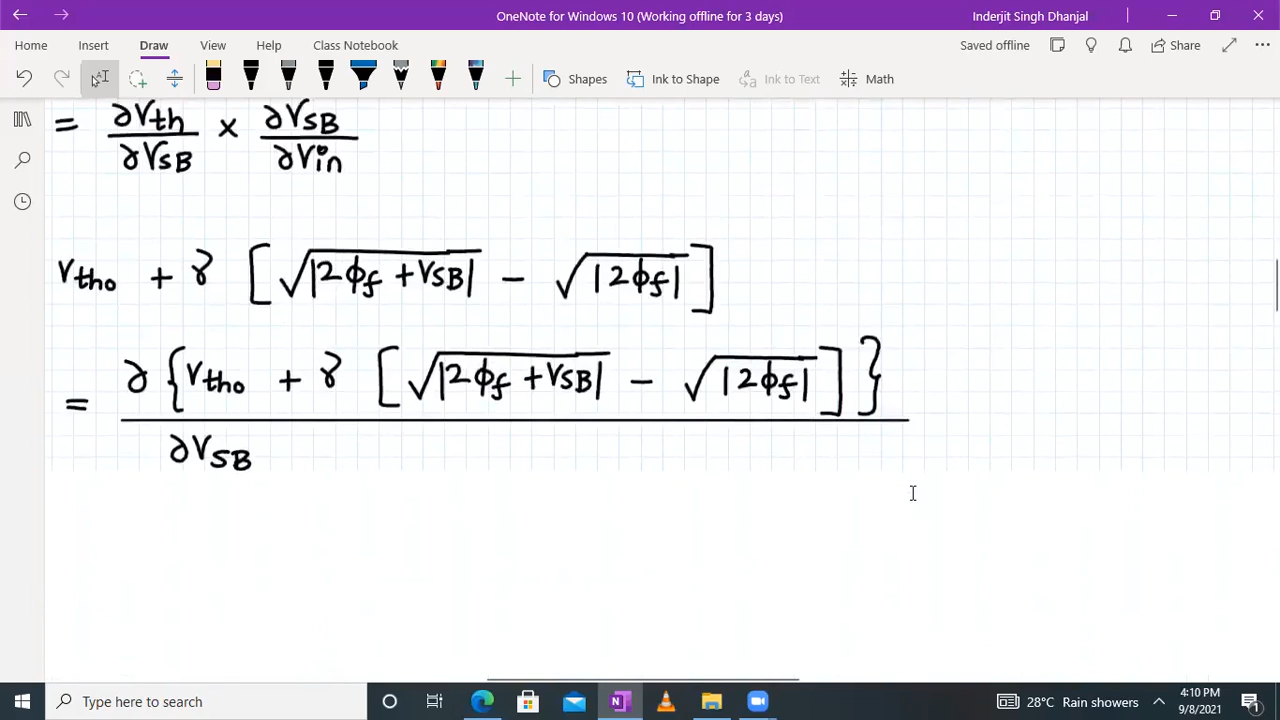 OneNote for Windows 10 (Working offline for 3 days)
Inderjit Singh Dhanjal
Home Insert Draw View Help Class Notebook
Saved offline
Share
Shapes
Ink to Shape
Ink to Text
Math
= ∂Vth/∂VSB × ∂VSB/∂Vin
Vtho + γ [√|2ϕf + VSB| − √|2ϕf|]
= ∂{Vtho + γ [√|2ϕf + VSB| − √|2ϕf|]}
∂VSB
Type here to search
28°C Rain showers
4:10 PM
9/8/2021
1